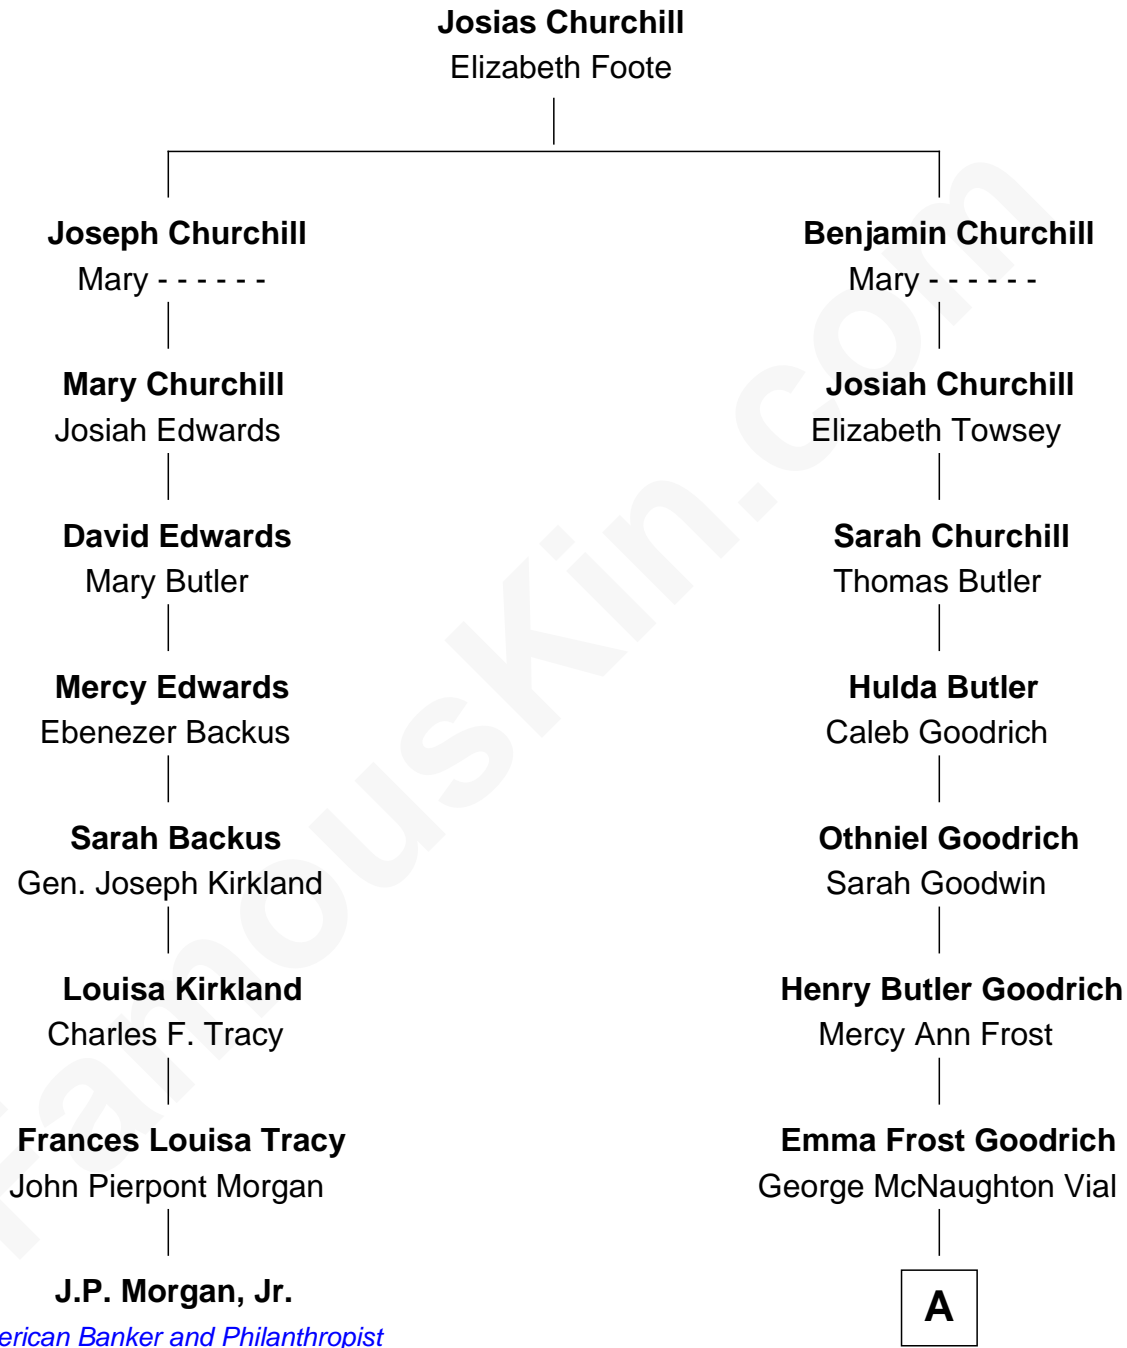 Josias Churchill
Elizabeth Foote
Joseph Churchill
Mary - - - - - -
Benjamin Churchill
Mary - - - - - -
Mary Churchill
Josiah Edwards
Josiah Churchill
Elizabeth Towsey
David Edwards
Mary Butler
Sarah Churchill
Thomas Butler
Mercy Edwards
Ebenezer Backus
Hulda Butler
Caleb Goodrich
Sarah Backus
Gen. Joseph Kirkland
Othniel Goodrich
Sarah Goodwin
Louisa Kirkland
Charles F. Tracy
Henry Butler Goodrich
Mercy Ann Frost
Frances Louisa Tracy
John Pierpont Morgan
Emma Frost Goodrich
George McNaughton Vial
J.P. Morgan, Jr.
erican Banker and Philanthropist
A
FamousKin.com